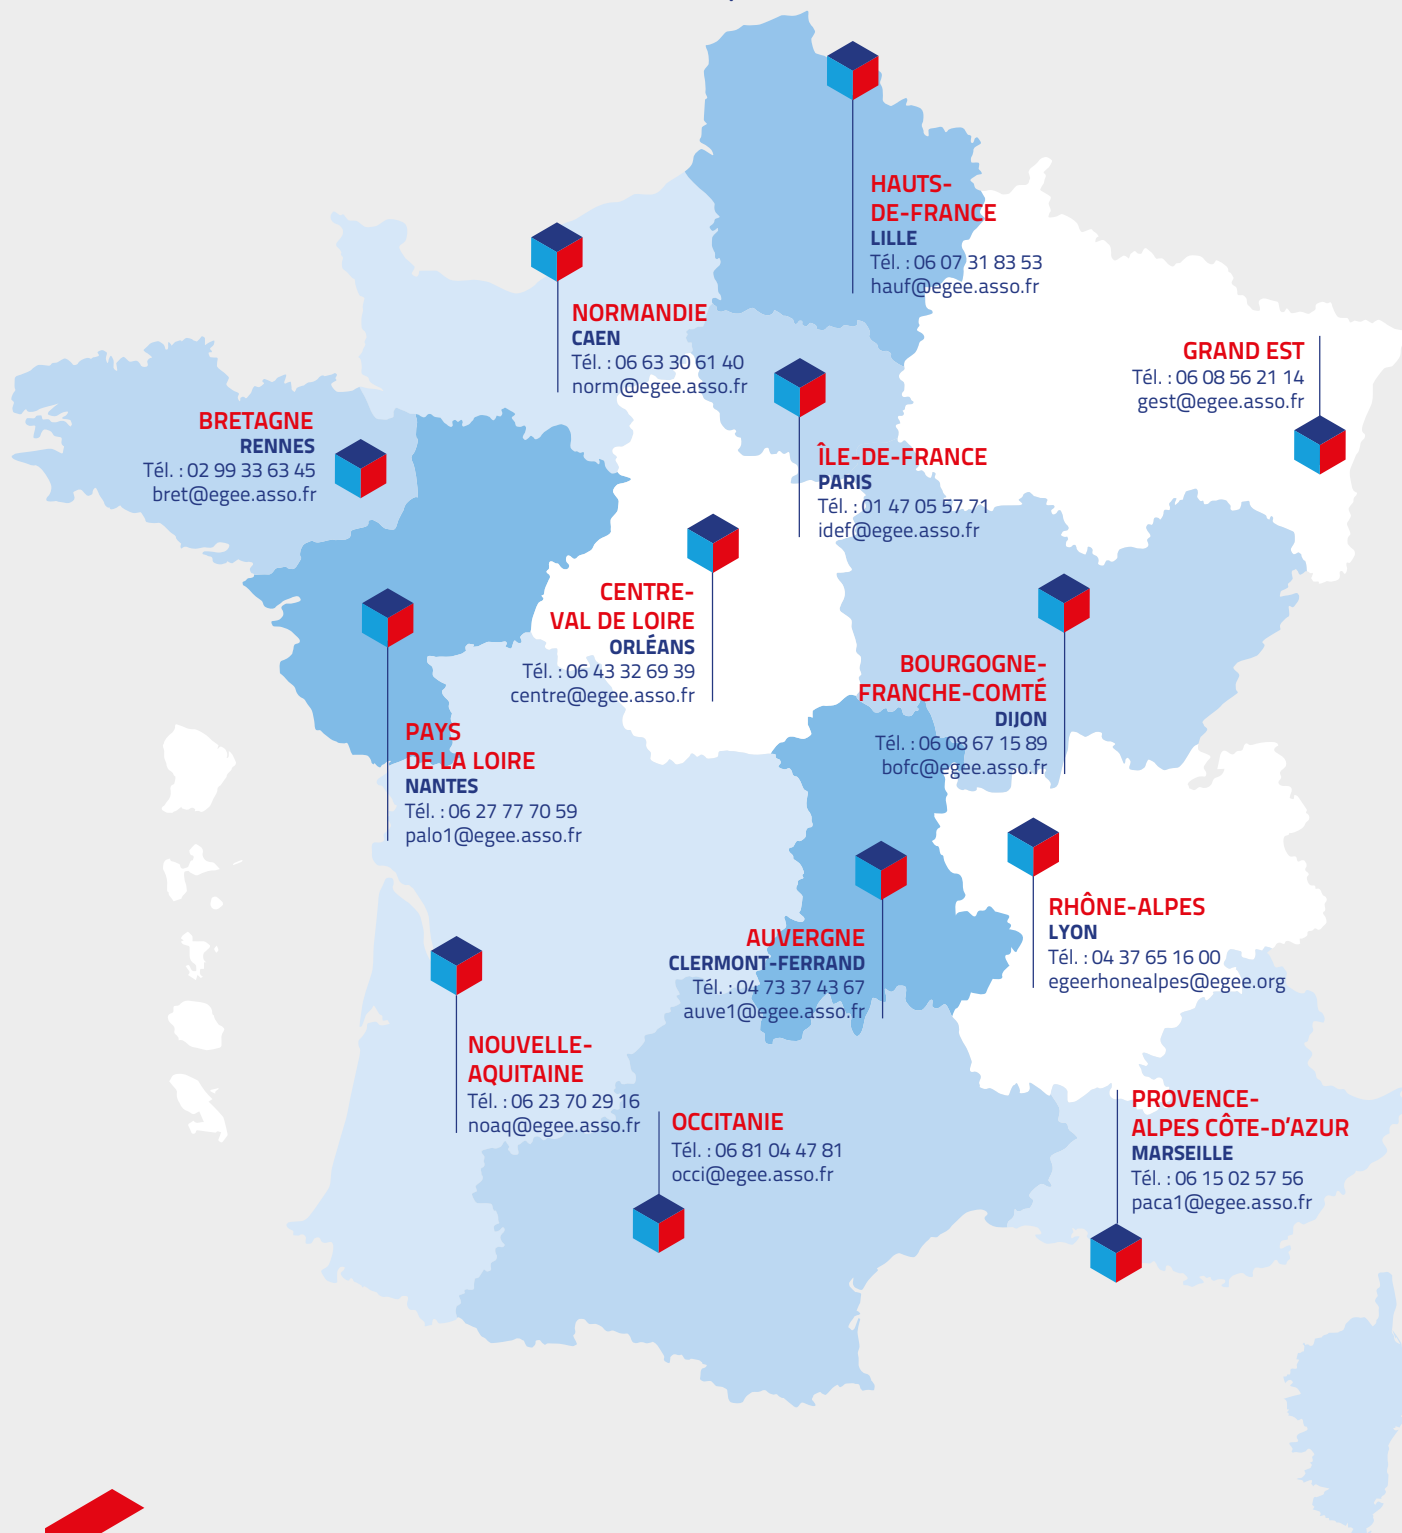 HAUTS-
DE-FRANCE
LILLE
Tél. : 06 07 31 83 53
hauf@egee.asso.fr
NORMANDIE
CAEN
Tél. : 06 63 30 61 40
norm@egee.asso.fr
GRAND EST
Tél. : 06 08 56 21 14
gest@egee.asso.fr
BRETAGNE
RENNES
Tél. : 02 99 33 63 45
bret@egee.asso.fr
ÎLE-DE-FRANCE
PARIS
Tél. : 01 47 05 57 71
idef@egee.asso.fr
CENTRE-
VAL DE LOIRE
ORLÉANS
Tél. : 06 43 32 69 39
centre@egee.asso.fr
BOURGOGNE-
FRANCHE-COMTÉ
DIJON
Tél. : 06 08 67 15 89
bofc@egee.asso.fr
PAYS
DE LA LOIRE
NANTES
Tél. : 06 27 77 70 59
palo1@egee.asso.fr
RHÔNE-ALPES
LYON
Tél. : 04 37 65 16 00
egeerhonealpes@egee.org
AUVERGNE
CLERMONT-FERRAND
Tél. : 04 73 37 43 67
auve1@egee.asso.fr
NOUVELLE-
AQUITAINE
Tél. : 06 23 70 29 16
noaq@egee.asso.fr
OCCITANIE
Tél. : 06 81 04 47 81
occi@egee.asso.fr
PROVENCE-
ALPES CÔTE-D'AZUR
MARSEILLE
Tél. : 06 15 02 57 56
paca1@egee.asso.fr